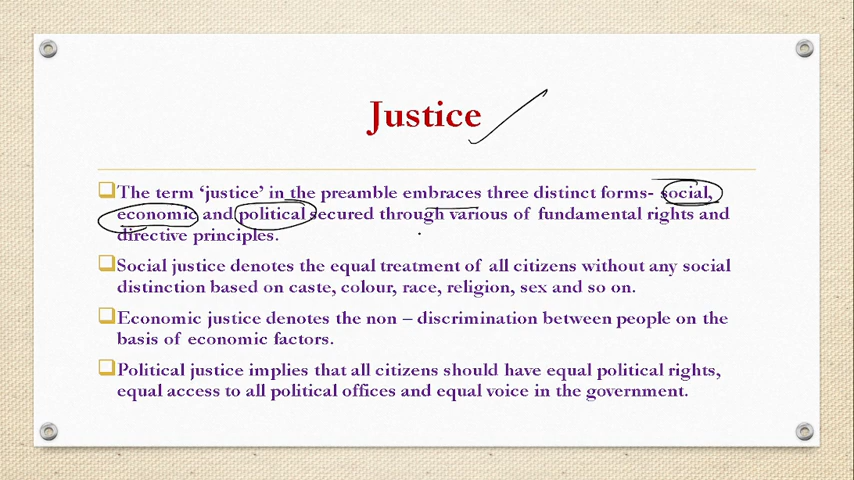 Justice
The term ‘justice’ in the preamble embraces three distinct forms- social,
economic and political secured through various of fundamental rights and
directive principles.
Social justice denotes the equal treatment of all citizens without any social
distinction based on caste, colour, race, religion, sex and so on.
Economic justice denotes the non – discrimination between people on the
basis of economic factors.
Political justice implies that all citizens should have equal political rights,
equal access to all political offices and equal voice in the government.